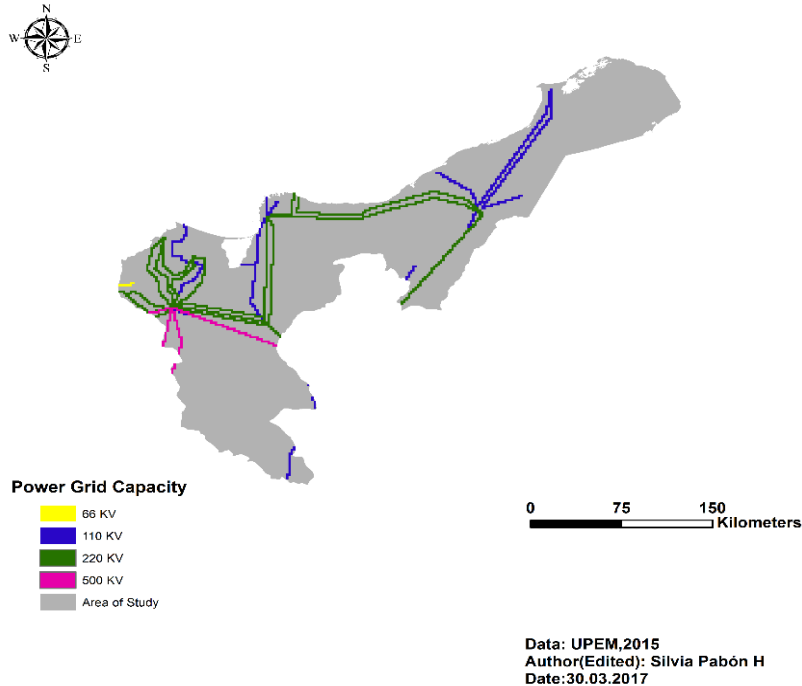 N
W E
S
Power Grid Capacity
66 KV
110 KV
220 KV
500 KV
Area of Study
0 75 150
Kilometers
Data: UPEM,2015
Author(Edited): Silvia Pabón H
Date:30.03.2017